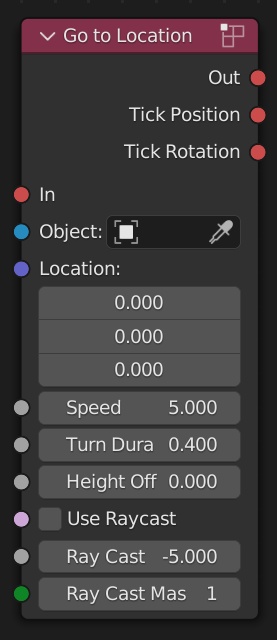 Go to Location
Out
Tick Position
Tick Rotation
In
Object:
Location:
0.000
0.000
0.000
Speed 5.000
Turn Dura 0.400
Height Off 0.000
Use Raycast
Ray Cast -5.000
Ray Cast Mas 1